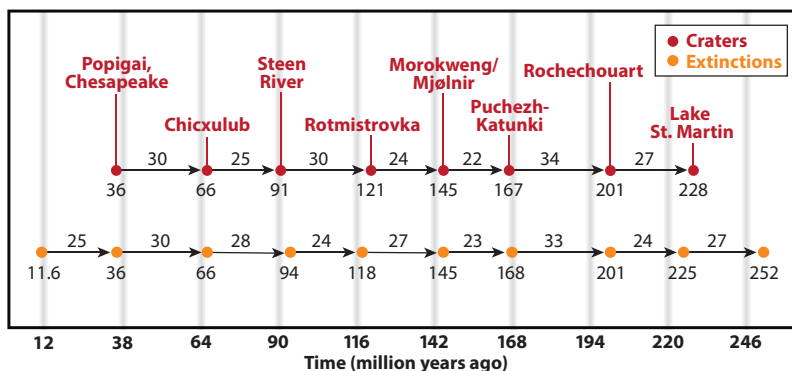 Craters
Extinctions
Popigai,
Chesapeake
Steen
River
Morokweng/
Mjølnir
Rochechouart
Chicxulub
Rotmistrovka
Puchezh-
Katunki
Lake
St. Martin
30 25 30 24 22 34 27
36 66 91 121 145 167 201 228
25 30 28 24 27 23 33 24 27
11.6 36 66 94 118 145 168 201 225 252
12 38 64 90 116 142 168 194 220 246
Time (million years ago)